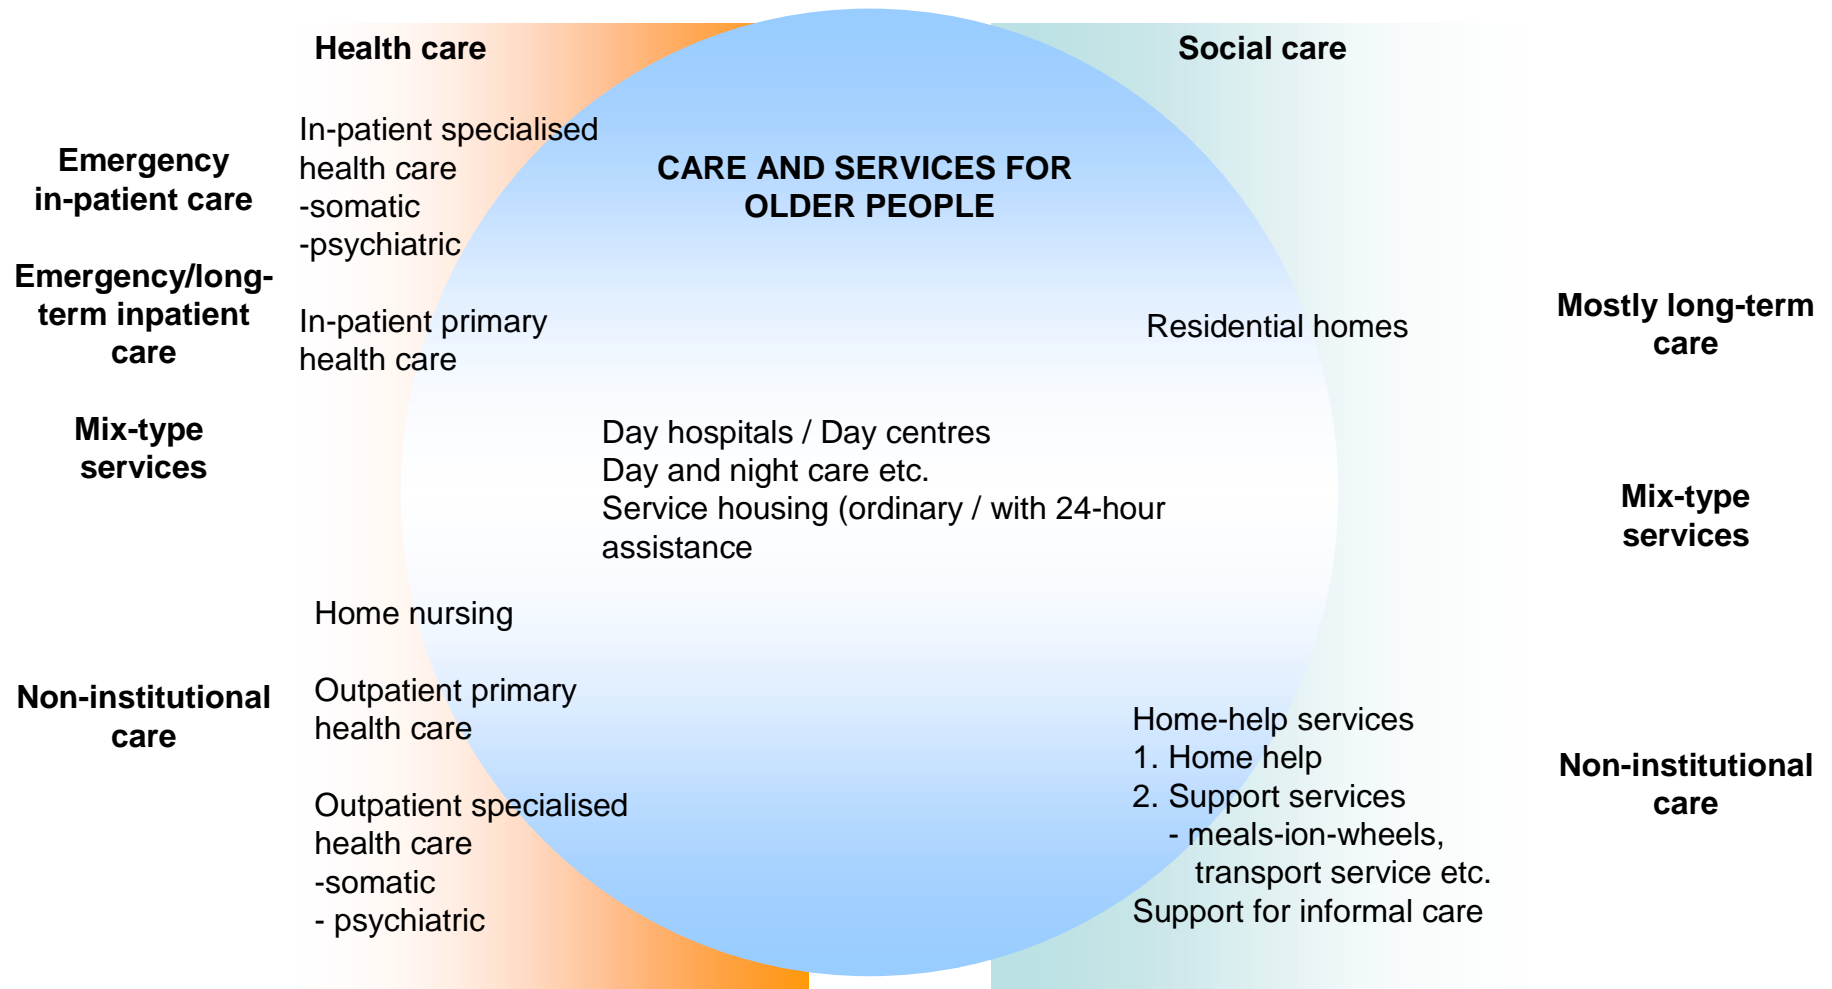 Health care
Social care
Emergency
in-patient care
Emergency/long-
term inpatient
care
Mix-type
services
Non-institutional
care
In-patient specialised
health care
-somatic
-psychiatric
In-patient primary
health care
Home nursing
Outpatient primary
health care
Outpatient specialised
health care
-somatic
- psychiatric
CARE AND SERVICES FOR
OLDER PEOPLE
Day hospitals / Day centres
Day and night care etc.
Service housing (ordinary / with 24-hour
assistance
Residential homes
Home-help services
1. Home help
2. Support services
- meals-ion-wheels,
transport service etc.
Support for informal care
Mostly long-term
care
Mix-type
services
Non-institutional
care